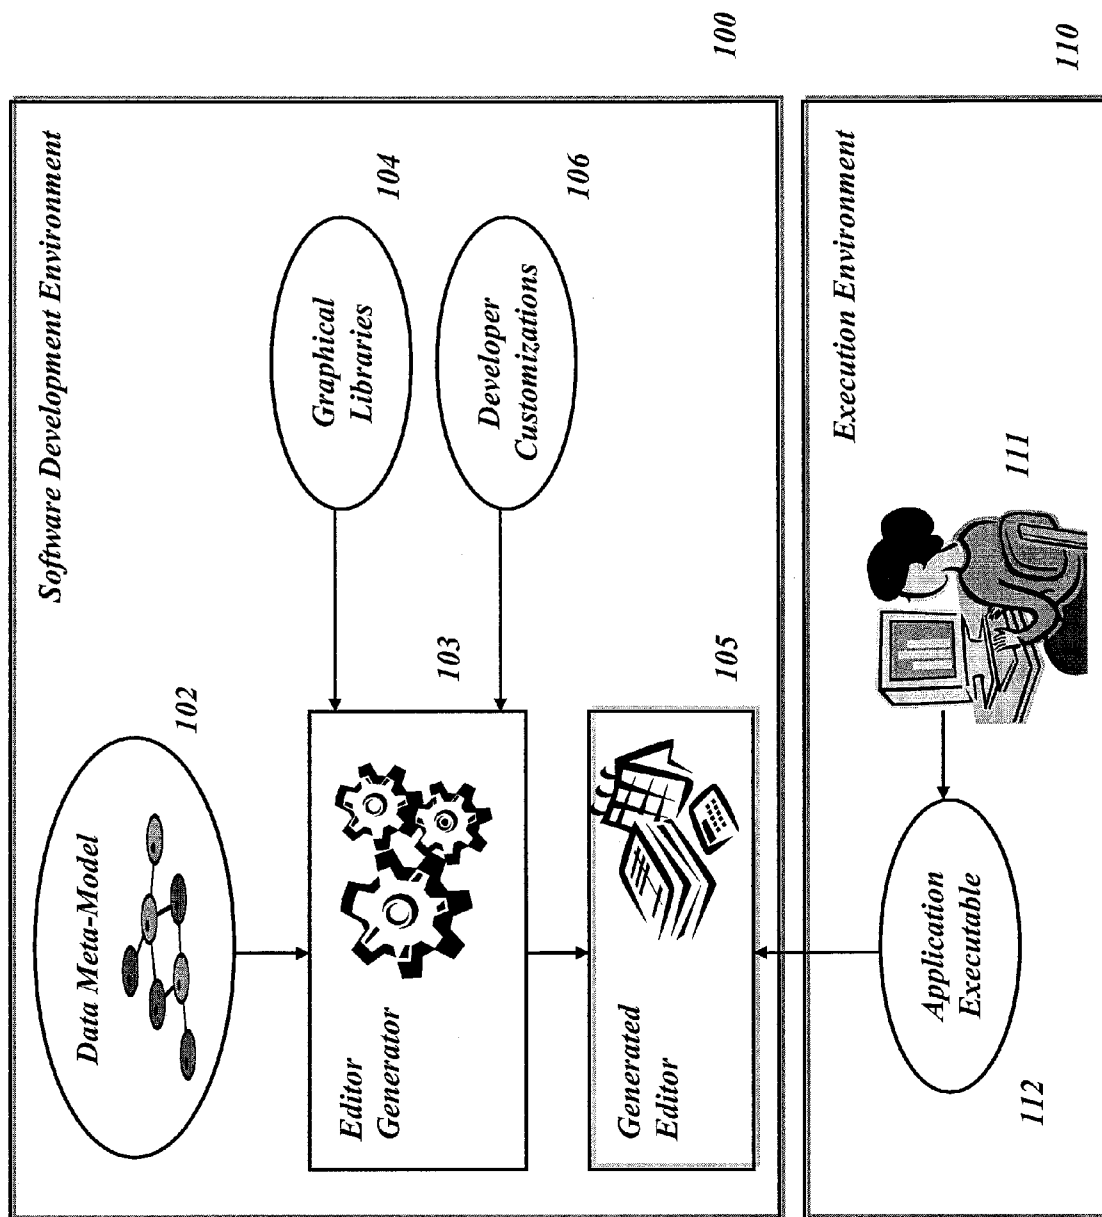 100
Software Development Environment
102
Data Meta-Model
104
Graphical
Libraries
106
Developer
Customizations
103
Editor
Generator
105
Generated
Editor
110
Execution Environment
111
Application
Executable
112